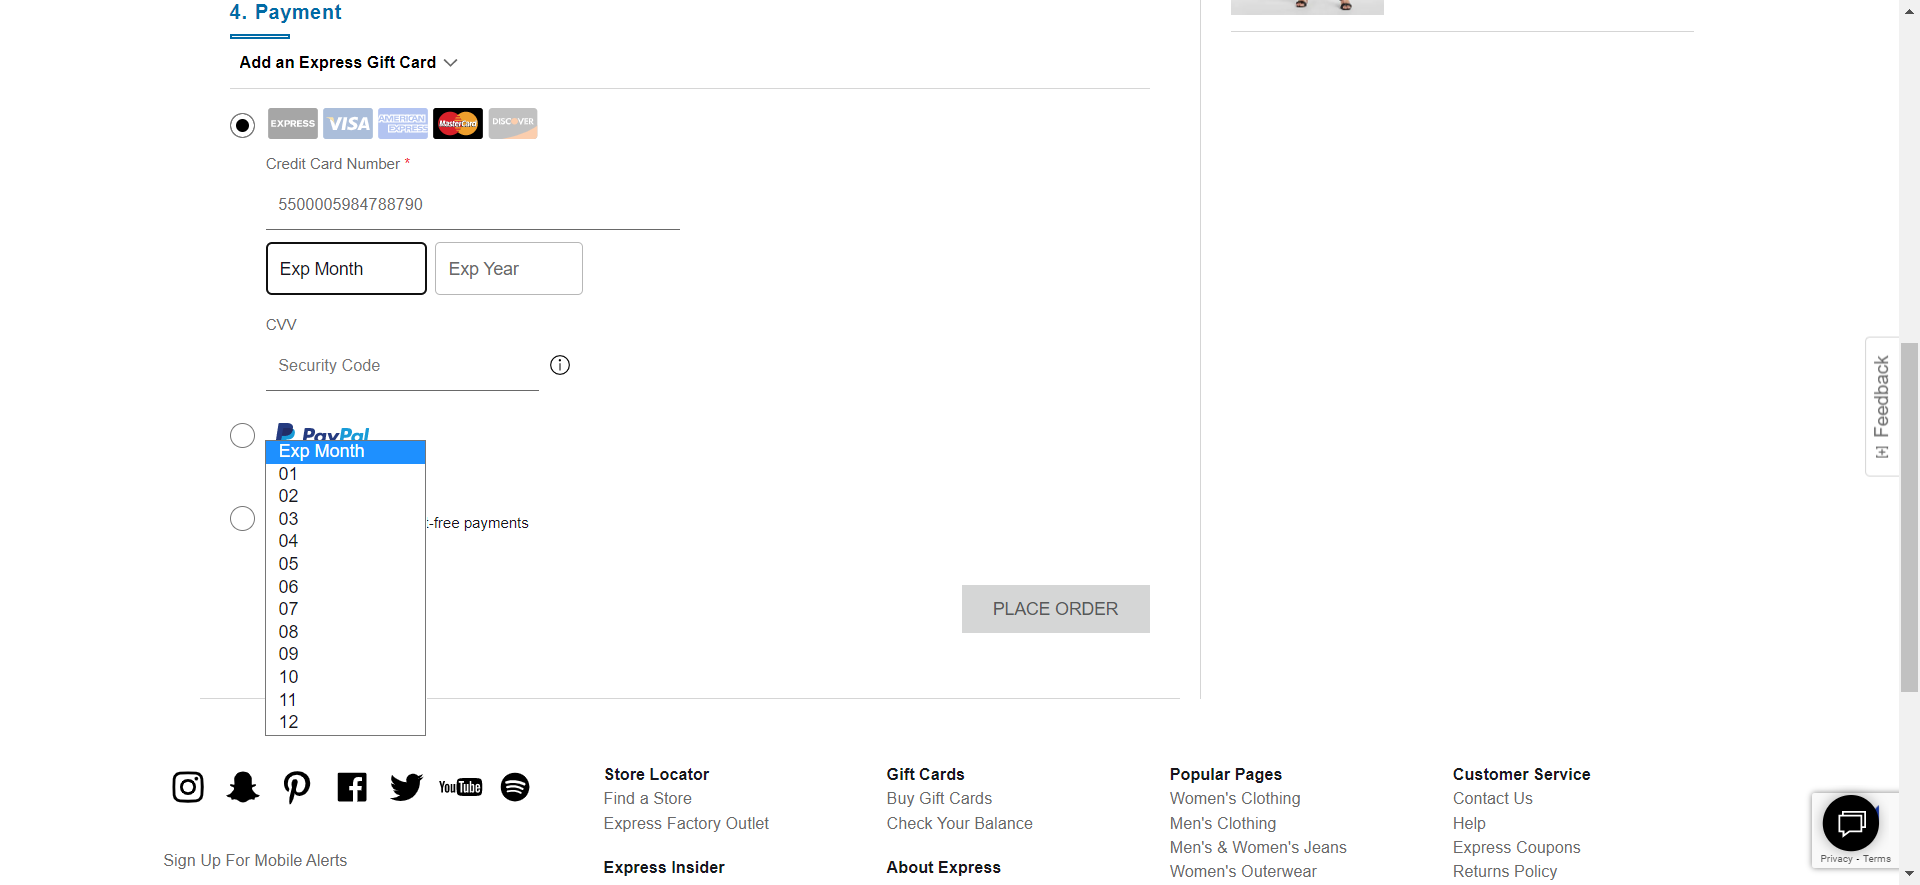 4. Payment
Add an Express Gift Card
EXPRESS VISA AMERICAN EXPRESS MasterCard DISCOVER
Credit Card Number *
5500005984788790
Exp Month Exp Year
CVV
Security Code
PayPal
Exp Month
01
02
03
-free payments
04
05
06
07
08
09
10
11
12
PLACE ORDER
[+] Feedback
YouTube
Sign Up For Mobile Alerts
Store Locator
Find a Store
Express Factory Outlet
Express Insider
Gift Cards
Buy Gift Cards
Check Your Balance
About Express
Popular Pages
Women's Clothing
Men's Clothing
Men's & Women's Jeans
Women's Outerwear
Customer Service
Contact Us
Help
Express Coupons
Returns Policy
Privacy - Terms